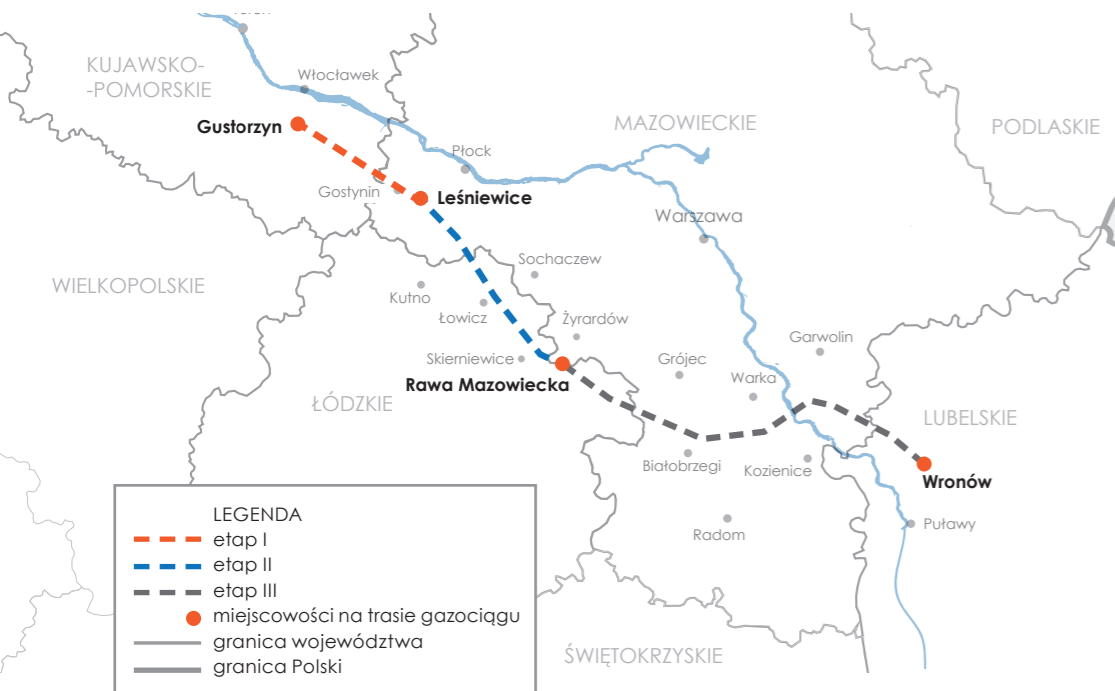 KUJAWSKO-
-POMORSKIE
Włocławek
Gustorzyn
MAZOWIECKIE
PODLASKIE
Płock
Gostynin
Leśniewice
Warszawa
WIELKOPOLSKIE
Sochaczew
Kutno
Łowicz
Żyrardów
Garwolin
Skierniewice
Grójec
Rawa Mazowiecka
Warka
ŁÓDZKIE
LUBELSKIE
Białobrzegi
Kozienice
Wronów
Puławy
Radom
LEGENDA
etap I
etap II
etap III
miejscowości na trasie gazociągu
granica województwa
granica Polski
ŚWIĘTOKRZYSKIE